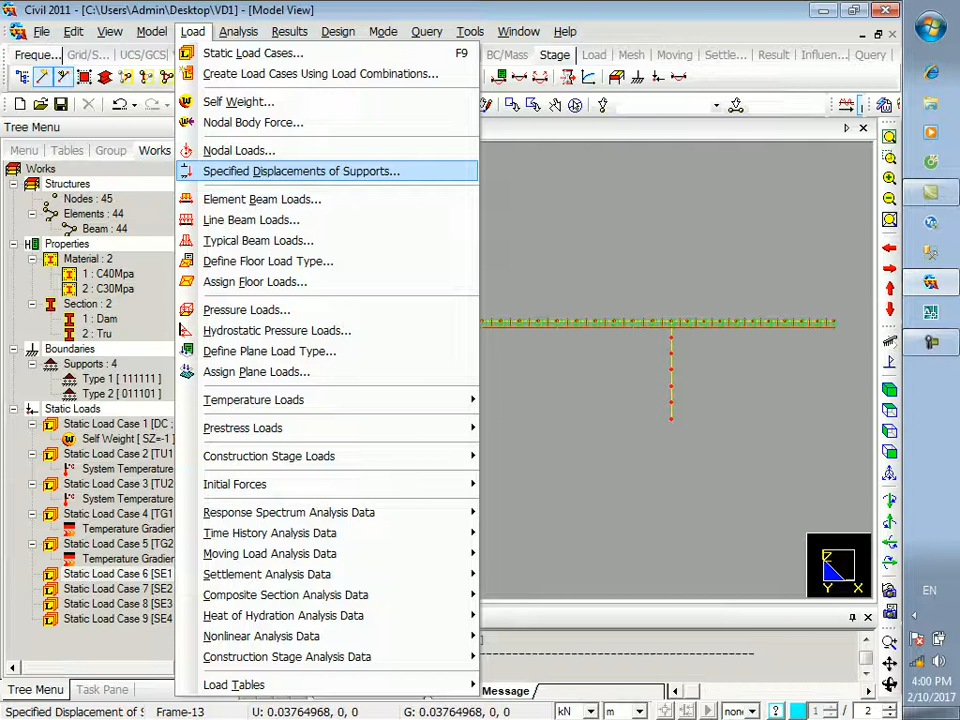 Civil 2011 - [C:\Users\Admin\Desktop\VD1] - [Model View]
File Edit View Model Load Analysis Results Design Mode Query Tools Window Help
Freque... Grid/S... UCS/GCS
BC/Mass Stage Load Mesh Moving Settle... Result Influen... Query
Tree Menu
Menu Tables Group Works
Works
Structures
Nodes : 45
Elements : 44
Beam : 44
Properties
Material : 2
1 : C40Mpa
2 : C30Mpa
Section : 2
1 : Dam
2 : Tru
Boundaries
Supports : 4
Type 1 [ 111111 ]
Type 2 [ 011101 ]
Static Loads
Static Load Case 1 [DC ;
Self Weight [ SZ=-1
Static Load Case 2 [TU1
System Temperature
Static Load Case 3 [TU2
System Temperature
Static Load Case 4 [TG1
Temperature Gradien
Static Load Case 5 [TG2
Temperature Gradien
Static Load Case 6 [SE1
Static Load Case 7 [SE2
Static Load Case 8 [SE3
Static Load Case 9 [SE4
Tree Menu Task Pane
Static Load Cases... F9
Create Load Cases Using Load Combinations...
Self Weight...
Nodal Body Force...
Nodal Loads...
Specified Displacements of Supports...
Element Beam Loads...
Line Beam Loads...
Typical Beam Loads...
Define Floor Load Type...
Assign Floor Loads...
Pressure Loads...
Hydrostatic Pressure Loads...
Define Plane Load Type...
Assign Plane Loads...
Temperature Loads
Prestress Loads
Construction Stage Loads
Initial Forces
Response Spectrum Analysis Data
Time History Analysis Data
Moving Load Analysis Data
Settlement Analysis Data
Composite Section Analysis Data
Heat of Hydration Analysis Data
Nonlinear Analysis Data
Construction Stage Analysis Data
Load Tables
Z
Y X
Message
Specified Displacements of S Frame-13 U: 0.03764968, 0, 0 G: 0.03764968, 0, 0 kN m non 1 / 2
EN
4:00 PM
2/10/2017